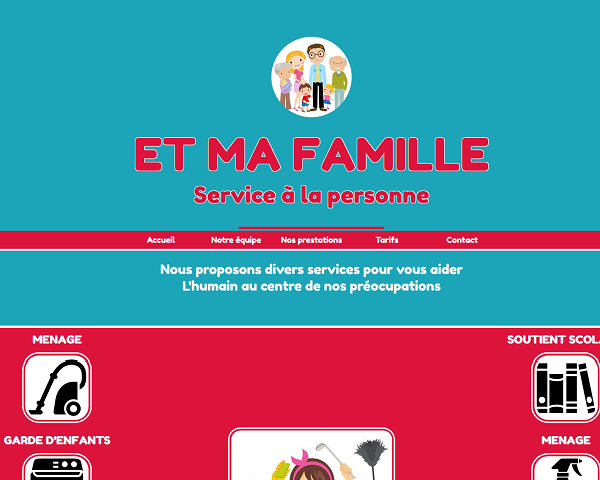 ET MA FAMILLE
Service à la personne
Accueil Notre équipe Nos prestations Tarifs Contact
Nous proposons divers services pour vous aider
L'humain au centre de nos préocupations
MENAGE
SOUTIENT SCOLA
GARDE D'ENFANTS
MENAGE